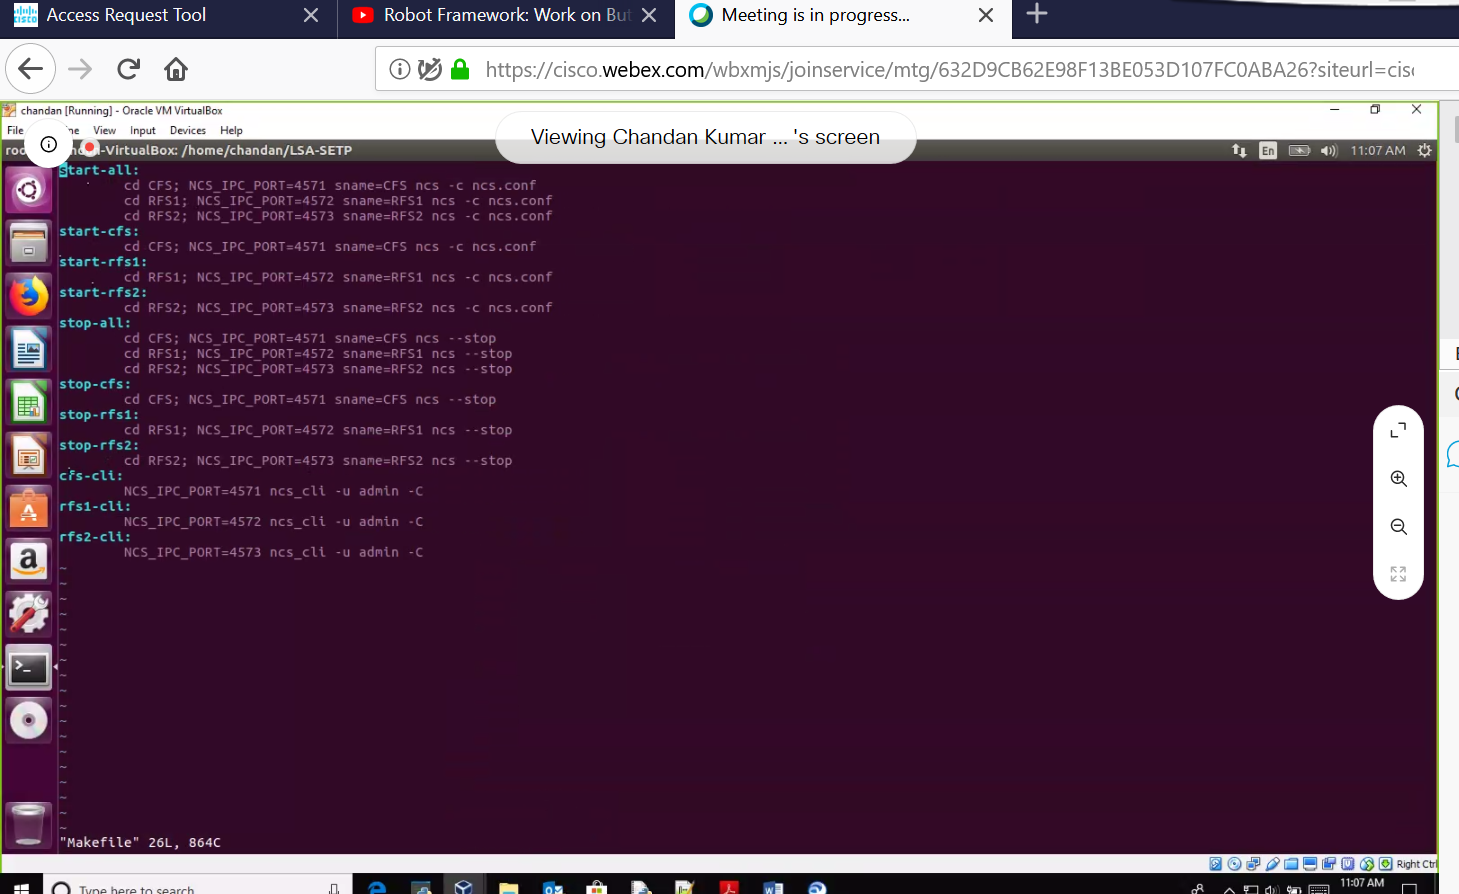 Access Request Tool
Robot Framework: Work on But
Meeting is in progress...
https://cisco.webex.com/wbxmjs/joinservice/mtg/632D9CB62E98F13BE053D107FC0ABA26?siteurl=cisc
chandan [Running] - Oracle VM VirtualBox
File View Input Devices Help
Viewing Chandan Kumar ... 's screen
-VirtualBox: /home/chandan/LSA-SETP
En 11:07 AM
start-all:
cd CFS; NCS_IPC_PORT=4571 sname=CFS ncs -c ncs.conf
cd RFS1; NCS_IPC_PORT=4572 sname=RFS1 ncs -c ncs.conf
cd RFS2; NCS_IPC_PORT=4573 sname=RFS2 ncs -c ncs.conf
start-cfs:
cd CFS; NCS_IPC_PORT=4571 sname=CFS ncs -c ncs.conf
start-rfs1:
cd RFS1; NCS_IPC_PORT=4572 sname=RFS1 ncs -c ncs.conf
start-rfs2:
cd RFS2; NCS_IPC_PORT=4573 sname=RFS2 ncs -c ncs.conf
stop-all:
cd CFS; NCS_IPC_PORT=4571 sname=CFS ncs --stop
cd RFS1; NCS_IPC_PORT=4572 sname=RFS1 ncs --stop
cd RFS2; NCS_IPC_PORT=4573 sname=RFS2 ncs --stop
stop-cfs:
cd CFS; NCS_IPC_PORT=4571 sname=CFS ncs --stop
stop-rfs1:
cd RFS1; NCS_IPC_PORT=4572 sname=RFS1 ncs --stop
stop-rfs2:
cd RFS2; NCS_IPC_PORT=4573 sname=RFS2 ncs --stop
cfs-cli:
NCS_IPC_PORT=4571 ncs_cli -u admin -C
rfs1-cli:
NCS_IPC_PORT=4572 ncs_cli -u admin -C
rfs2-cli:
NCS_IPC_PORT=4573 ncs_cli -u admin -C
"Makefile" 26L, 864C
Right Ctrl
Type here to search
11:07 AM